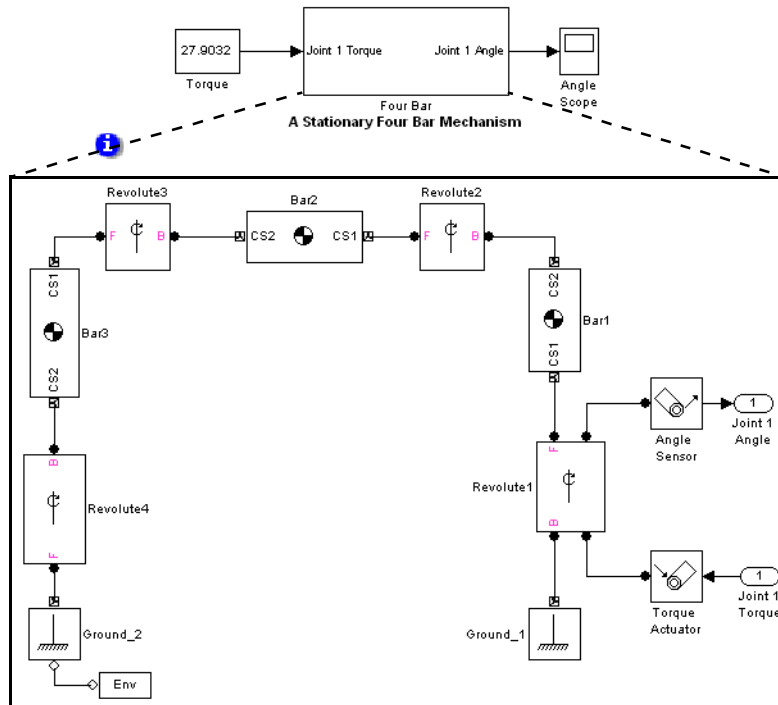 27.9032
Torque
Joint 1 Torque
Joint 1 Angle
Angle
Scope
Four Bar
A Stationary Four Bar Mechanism
i
Revolute3
F
B
Bar2
CS2
CS1
Revolute2
F
B
CS1
Bar3
CS2
CS2
Bar1
CS1
Angle
Sensor
1
Joint 1
Angle
B
Revolute4
F
F
Revolute1
B
Torque
Actuator
1
Joint 1
Torque
Ground_2
Ground_1
Env